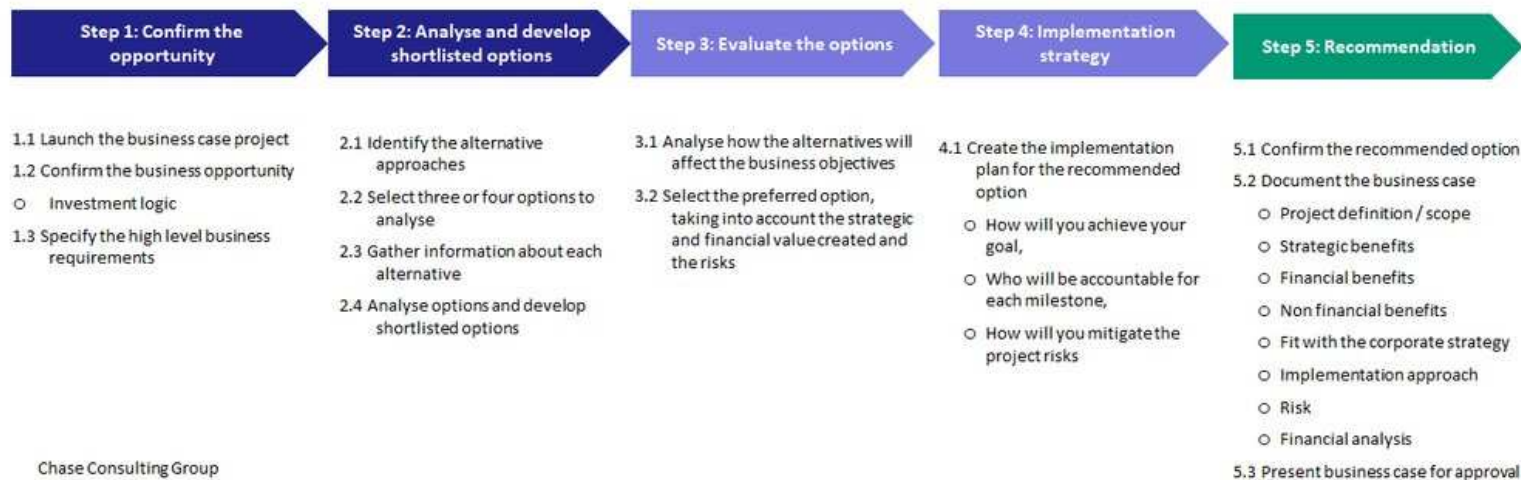 Step 1: Confirm the
opportunity
Step 2: Analyse and develop
shortlisted options
Step 3: Evaluate the options
Step 4: Implementation
strategy
Step 5: Recommendation
1.1 Launch the business case project
1.2 Confirm the business opportunity
o Investment logic
1.3 Specify the high level business
requirements
2.1 Identify the alternative
approaches
2.2 Select three or four options to
analyse
2.3 Gather information about each
alternative
2.4 Analyse options and develop
shortlisted options
3.1 Analyse how the alternatives will
affect the business objectives
3.2 Select the preferred option,
taking into account the strategic
and financial value created and
the risks
4.1 Create the implementation
plan for the recommended
option
o How will you achieve your
goal,
o Who will be accountable for
each milestone,
o How will you mitigate the
project risks
5.1 Confirm the recommended option
5.2 Document the business case
o Project definition / scope
o Strategic benefits
o Financial benefits
o Non financial benefits
o Fit with the corporate strategy
o Implementation approach
o Risk
o Financial analysis
5.3 Present business case for approval
Chase Consulting Group